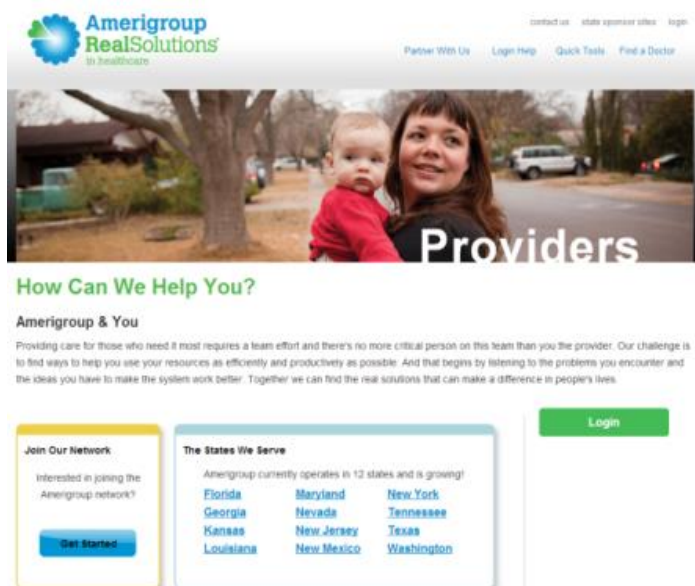 Amerigroup
RealSolutions
in healthcare
contact us state sponsor sites login
Partner With Us Login Help Quick Tools Find a Doctor
Providers
How Can We Help You?
Amerigroup & You
Providing care for those who need it most requires a team effort and there's no more critical person on this team than you the provider. Our challenge is
to find ways to help you use your resources as efficiently and productively as possible. And that begins by listening to the problems you encounter and
the ideas you have to make the system work better. Together we can find the real solutions that can make a difference in people's lives.
Login
Join Our Network
Interested in joining the
Amerigroup network?
Get Started
The States We Serve
Amerigroup currently operates in 12 states and is growing!
Florida Maryland New York
Georgia Nevada Tennessee
Kansas New Jersey Texas
Louisiana New Mexico Washington